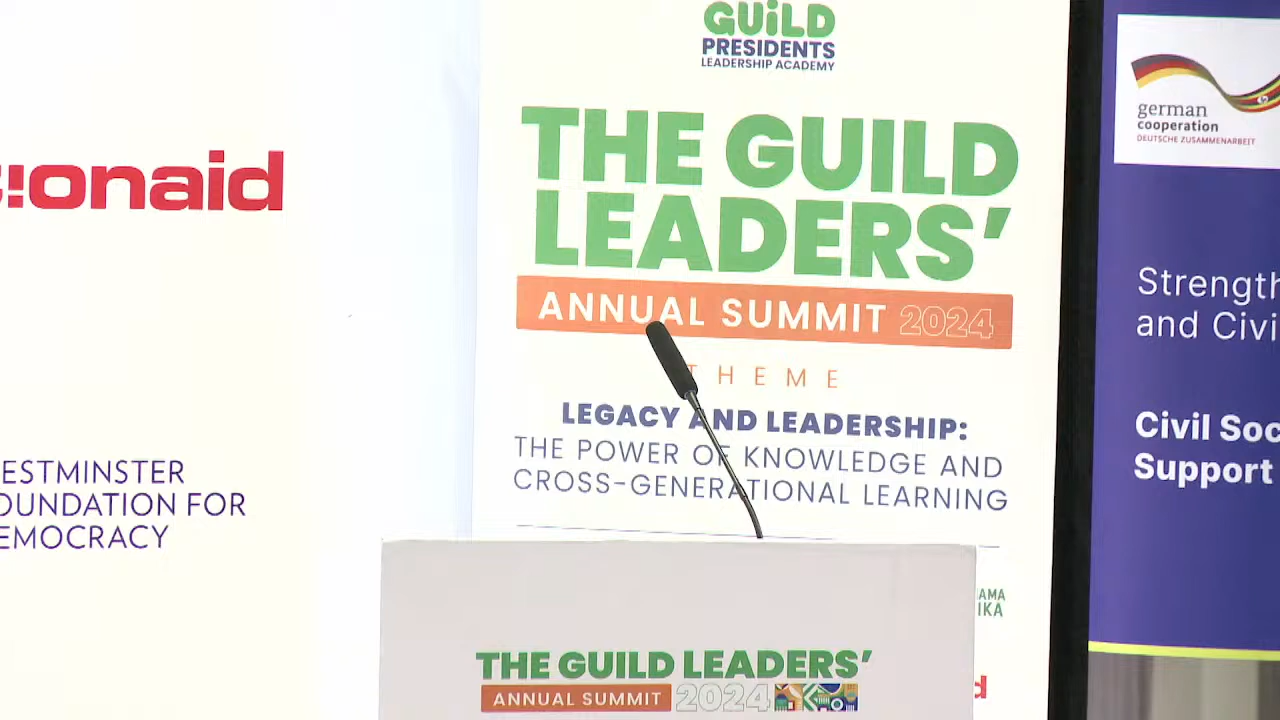 GUiLD
PRESIDENTS
LEADERSHIP ACADEMY
THE GUILD
LEADERS'
ANNUAL SUMMIT 2024
THEME
LEGACY AND LEADERSHIP:
THE POWER OF KNOWLEDGE AND
CROSS-GENERATIONAL LEARNING
ionaid
ESTMINSTER
OUNDATION FOR
EMOCRACY
german
cooperation
DEUTSCHE ZUSAMMENARBEIT
Strength
and Civi
Civil Soc
Support
AMA
IKA
d
THE GUILD LEADERS'
ANNUAL SUMMIT 2024